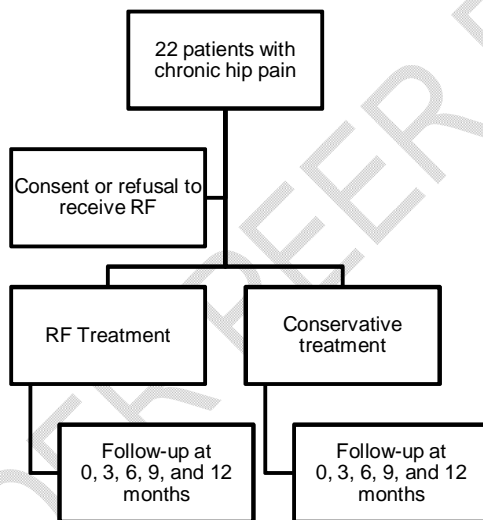 22 patients with
chronic hip pain
Consent or refusal to
receive RF
RF Treatment
Conservative
treatment
Follow-up at
0, 3, 6, 9, and 12
months
Follow-up at
0, 3, 6, 9, and 12
months